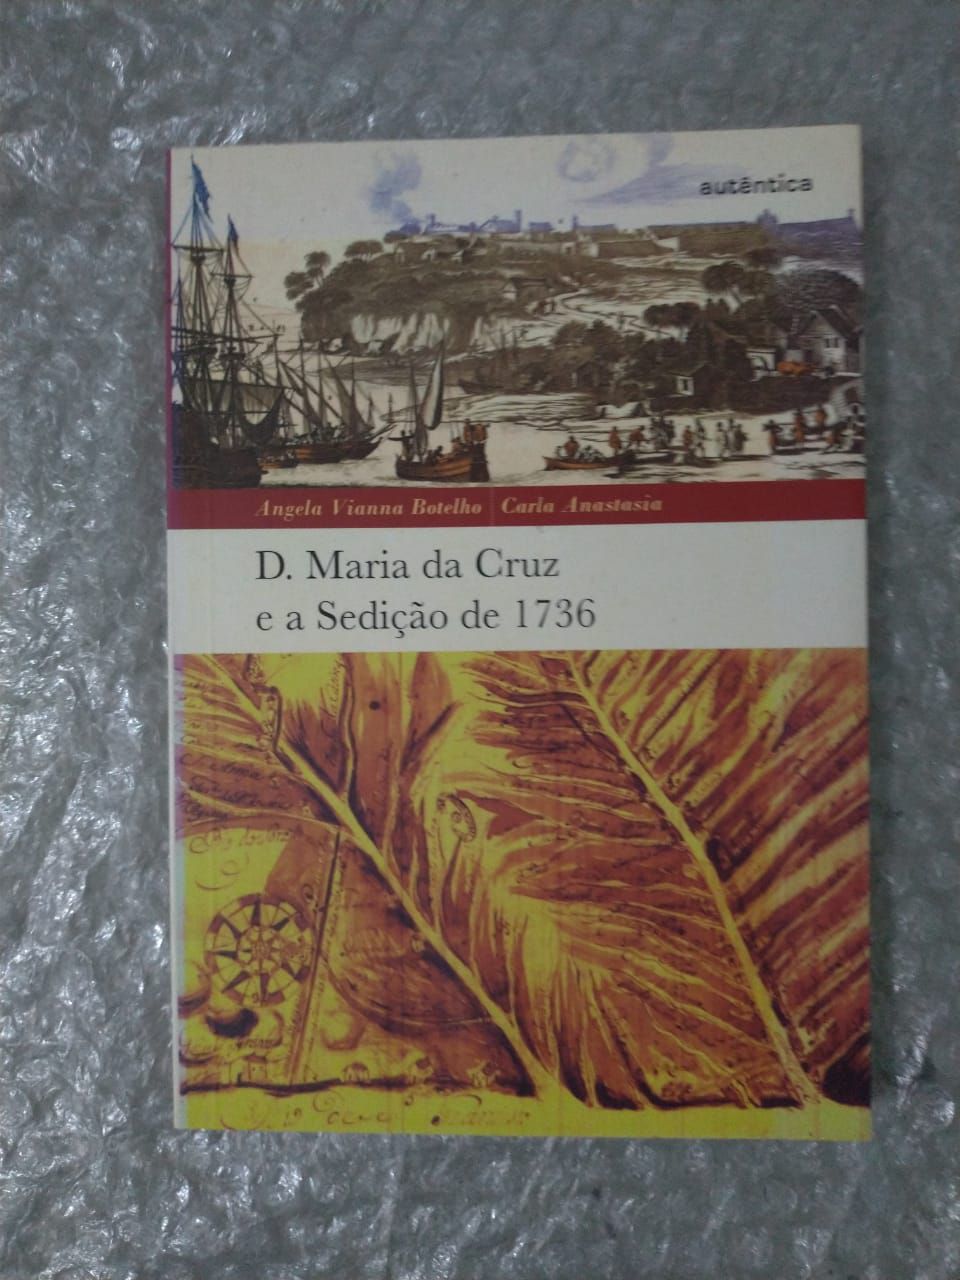 autêntica
Angela Vianna Botelho | Carla Anastasia
D. Maria da Cruz
e a Sedição de 1736